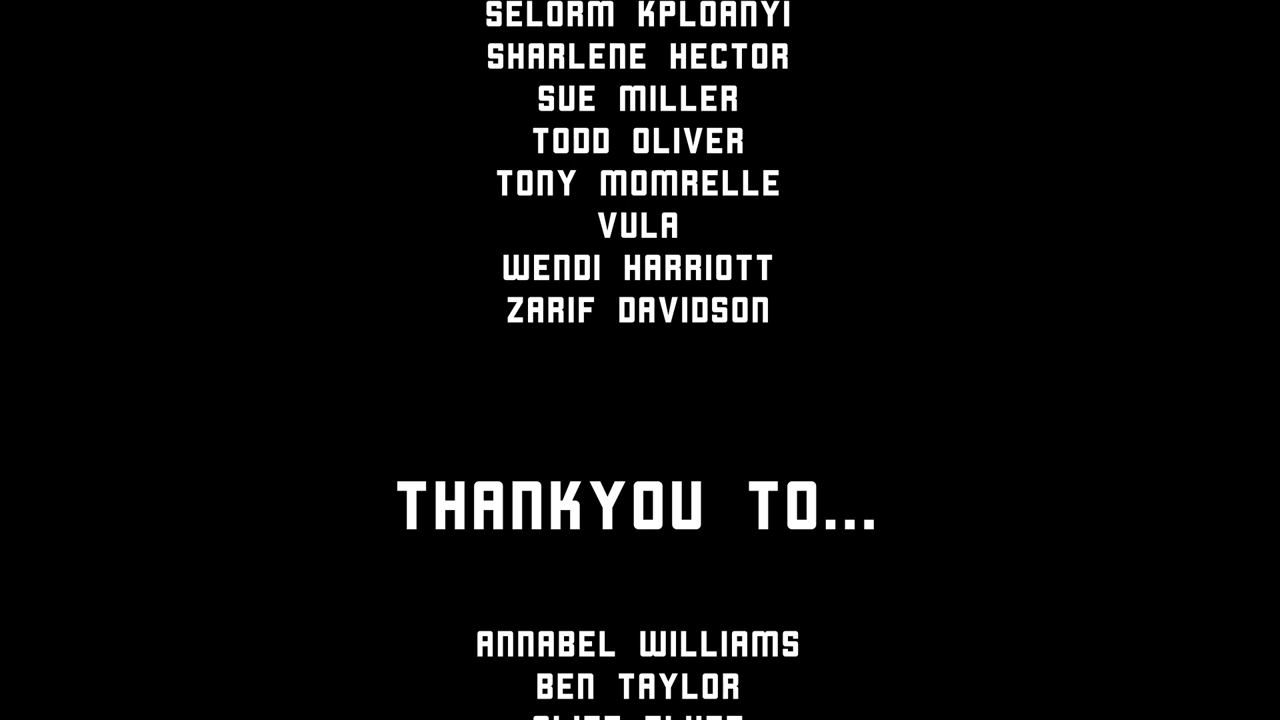 SELORM KPLOANYI
SHARLENE HECTOR
SUE MILLER
TODD OLIVER
TONY MOMRELLE
VULA
WENDI HARRIOTT
ZARIF DAVIDSON
THANKYOU TO...
ANNABEL WILLIAMS
BEN TAYLOR